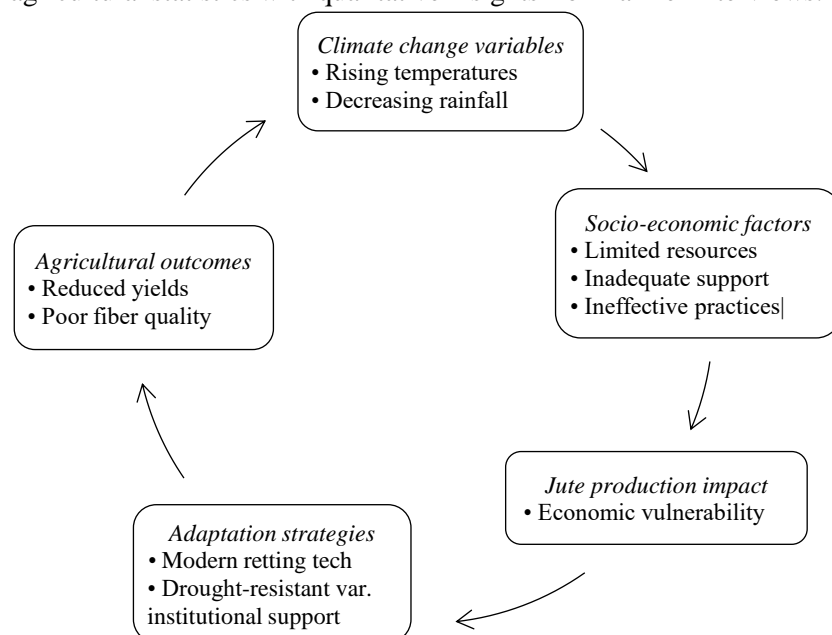 Climate change variables
• Rising temperatures
• Decreasing rainfall
Socio-economic factors
• Limited resources
• Inadequate support
• Ineffective practices|
Jute production impact
• Economic vulnerability
Adaptation strategies
• Modern retting tech
• Drought-resistant var.
institutional support
Agricultural outcomes
• Reduced yields
• Poor fiber quality